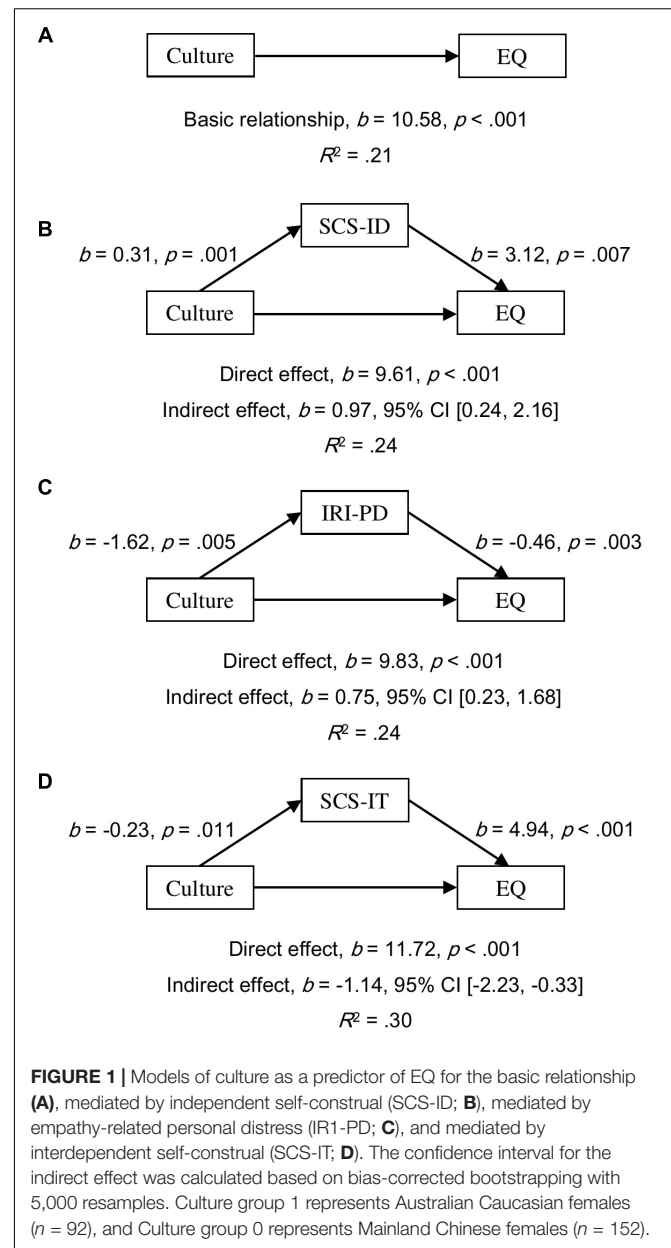 A
Culture EQ
Basic relationship, b = 10.58, p < .001
R² = .21
B
SCS-ID
b = 0.31, p = .001 b = 3.12, p = .007
Culture EQ
Direct effect, b = 9.61, p < .001
Indirect effect, b = 0.97, 95% CI [0.24, 2.16]
R² = .24
C
IRI-PD
b = -1.62, p = .005 b = -0.46, p = .003
Culture EQ
Direct effect, b = 9.83, p < .001
Indirect effect, b = 0.75, 95% CI [0.23, 1.68]
R² = .24
D
SCS-IT
b = -0.23, p = .011 b = 4.94, p < .001
Culture EQ
Direct effect, b = 11.72, p < .001
Indirect effect, b = -1.14, 95% CI [-2.23, -0.33]
R² = .30
FIGURE 1 | Models of culture as a predictor of EQ for the basic relationship
(A), mediated by independent self-construal (SCS-ID; B), mediated by
empathy-related personal distress (IR1-PD; C), and mediated by
interdependent self-construal (SCS-IT; D). The confidence interval for the
indirect effect was calculated based on bias-corrected bootstrapping with
5,000 resamples. Culture group 1 represents Australian Caucasian females
(n = 92), and Culture group 0 represents Mainland Chinese females (n = 152).